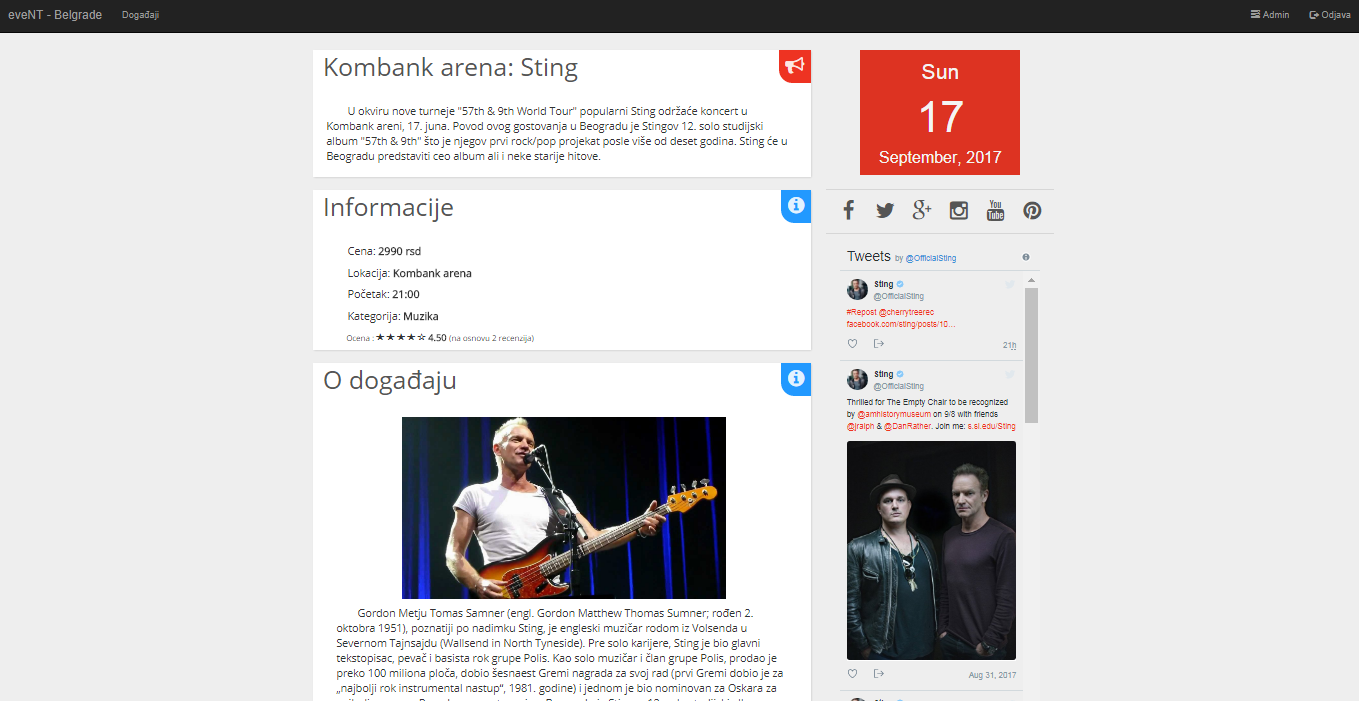 eveNT - Belgrade
Događaji
Admin
Odjava
Kombank arena: Sting
U okviru nove turneje "57th & 9th World Tour" popularni Sting održaće koncert u
Kombank areni, 17. juna. Povod ovog gostovanja u Beogradu je Stingov 12. solo studijski
album "57th & 9th" što je njegov prvi rock/pop projekat posle više od deset godina. Sting će u
Beogradu predstaviti ceo album ali i neke starije hitove.
Informacije
Cena: 2990 rsd
Lokacija: Kombank arena
Početak: 21:00
Kategorija: Muzika
Ocena : ★★★★☆ 4.50 (na osnovu 2 recenzija)
O događaju
Gordon Metju Tomas Samner (engl. Gordon Matthew Thomas Sumner; rođen 2.
oktobra 1951), poznatiji po nadimku Sting, je engleski muzičar rodom iz Volsenda u
Severnom Tajnsajdu (Wallsend in North Tyneside). Pre solo karijere, Sting je bio glavni
tekstopisac, pevač i basista rok grupe Polis. Kao solo muzičar i član grupe Polis, prodao je
preko 100 miliona ploča, dobio šesnaest Gremi nagrada za svoj rad (prvi Gremi dobio je za
„najbolji rok instrumental nastup“, 1981. godine) i jednom je bio nominovan za Oskara za
Sun
17
September, 2017
You
Tube
Tweets by @OfficialSting
Sting
@OfficialSting
#Repost @cherrytreerec
facebook.com/sting/posts/10…
21h
Sting
@OfficialSting
Thrilled for The Empty Chair to be recognized
by @amhistorymuseum on 9/8 with friends
@jralph & @DanRather. Join me: s.si.edu/Sting
Aug 31, 2017